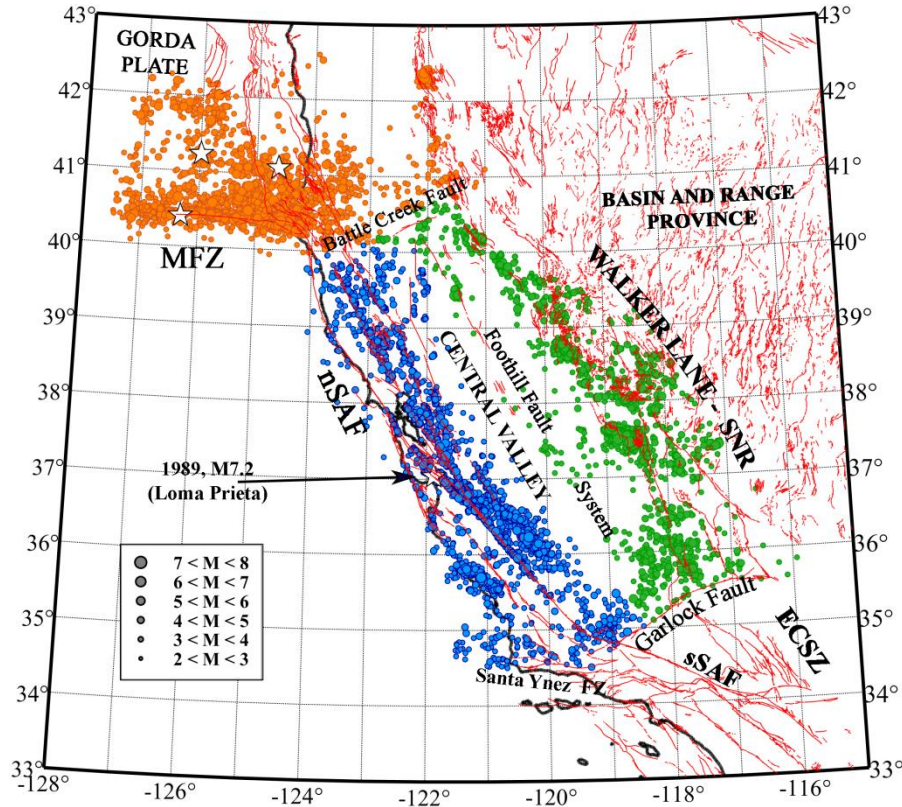 43°
43°
GORDA
PLATE
42°
42°
41°
41°
BASIN AND RANGE
PROVINCE
Battle Creek Fault
40°
40°
MFZ
WALKER LANE - SNR
39°
39°
Foothill Fault
System
CENTRAL VALLEY
38°
38°
nSAF
37°
37°
1989, M7.2
(Loma Prieta)
36°
36°
7 < M < 8
6 < M < 7
5 < M < 6
4 < M < 5
3 < M < 4
2 < M < 3
35°
35°
Garlock Fault
ECSZ
sSAF
Santa Ynez FZ
34°
34°
33°
33°
-128°
-126°
-124°
-122°
-120°
-118°
-116°